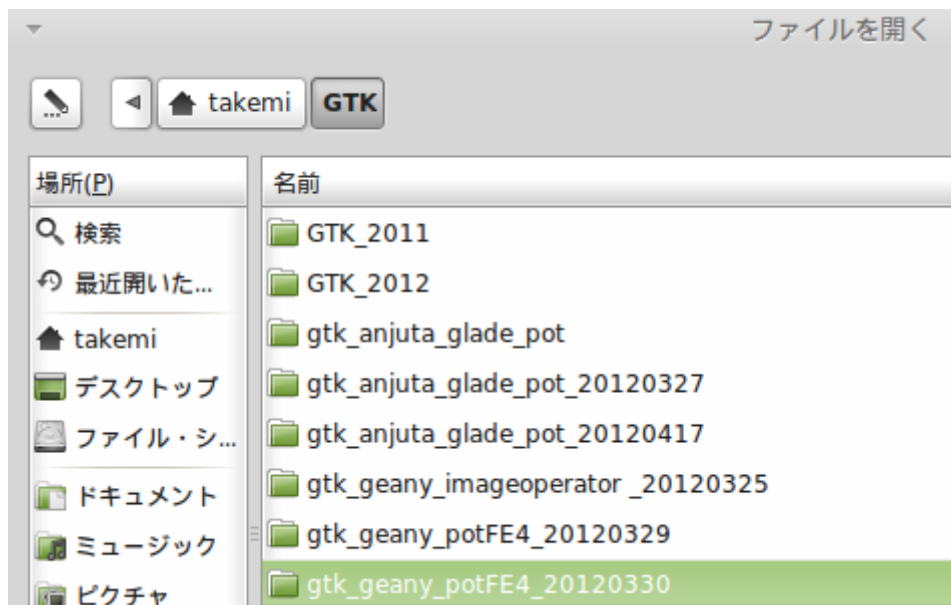 ファイルを開く
takemi GTK
場所(P)
検索
最近開いた...
takemi
デスクトップ
ファイル・シ...
ドキュメント
ミュージック
ピクチャ
名前
GTK_2011
GTK_2012
gtk_anjuta_glade_pot
gtk_anjuta_glade_pot_20120327
gtk_anjuta_glade_pot_20120417
gtk_geany_imageoperator _20120325
gtk_geany_potFE4_20120329
gtk_geany_potFE4_20120330